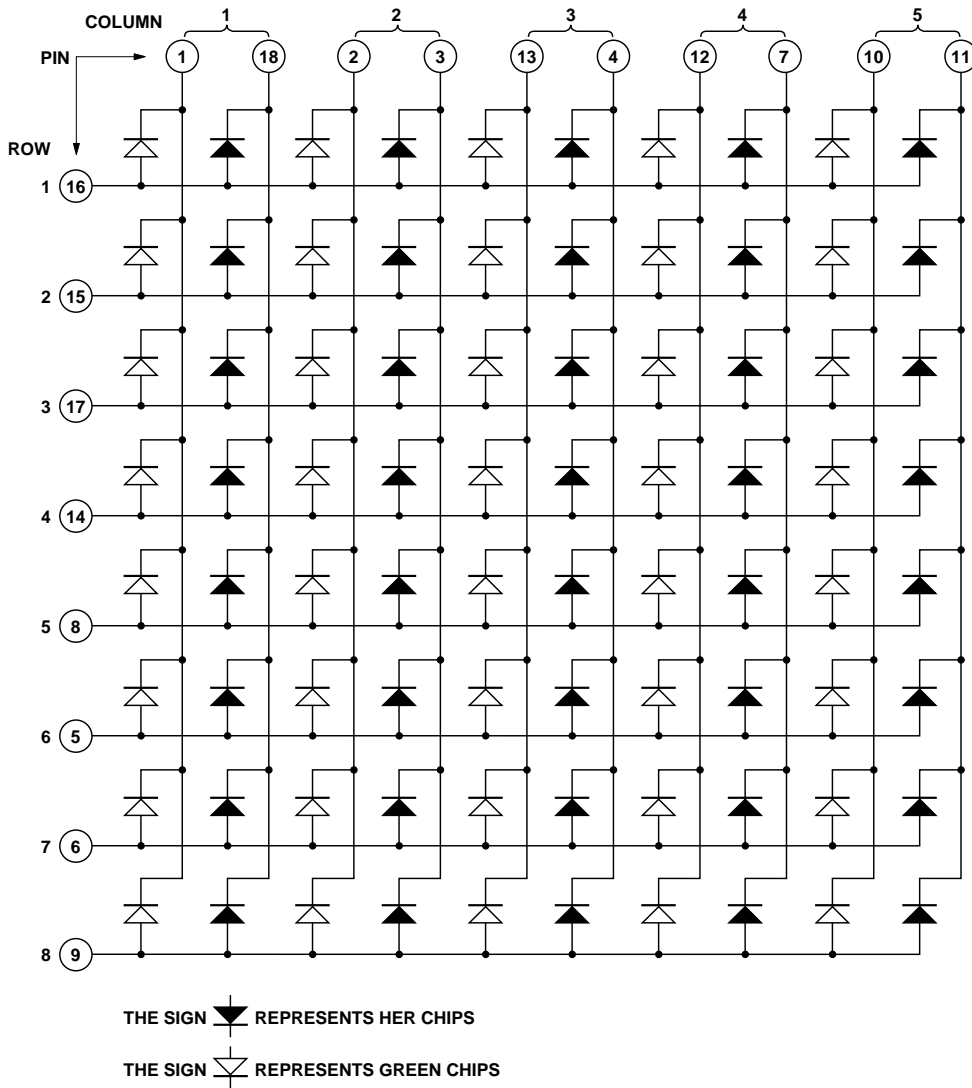 COLUMN 1 2 3 4 5
PIN 1 18 2 3 13 4 12 7 10 11
ROW
1 16
2 15
3 17
4 14
5 8
6 5
7 6
8 9
THE SIGN REPRESENTS HER CHIPS
THE SIGN REPRESENTS GREEN CHIPS